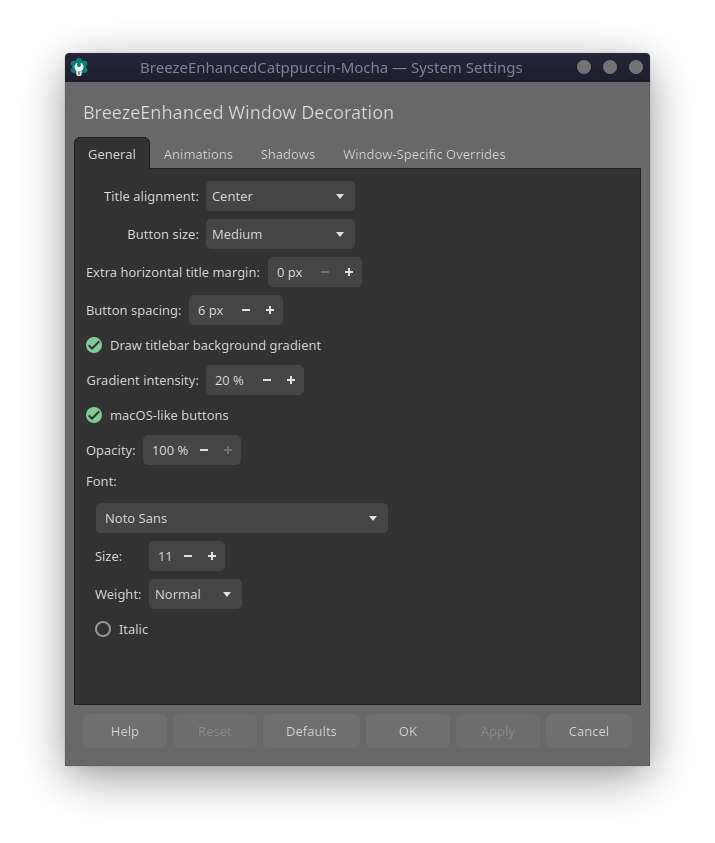 BreezeEnhancedCatppuccin-Mocha — System Settings
BreezeEnhanced Window Decoration
General Animations Shadows Window-Specific Overrides
Title alignment: Center
Button size: Medium
Extra horizontal title margin: 0 px − +
Button spacing: 6 px − +
Draw titlebar background gradient
Gradient intensity: 20 % − +
macOS-like buttons
Opacity: 100 % − +
Font:
Noto Sans
Size: 11 − +
Weight: Normal
Italic
Help Reset Defaults OK Apply Cancel